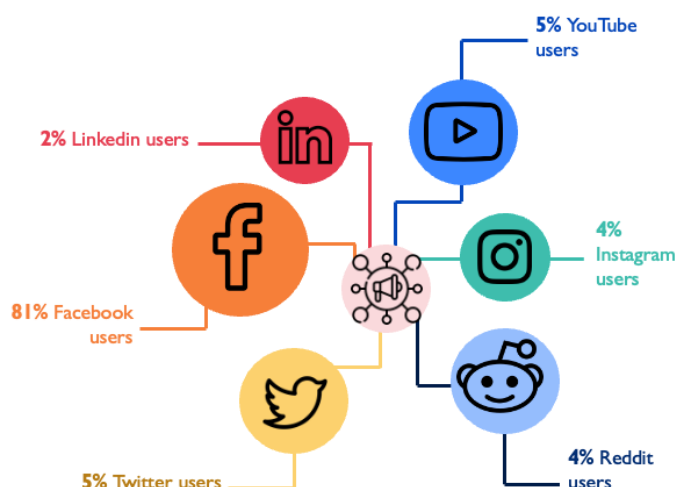 5% YouTube
users
2% Linkedin users
4%
Instagram
users
81% Facebook
users
4% Reddit
users
5% Twitter users